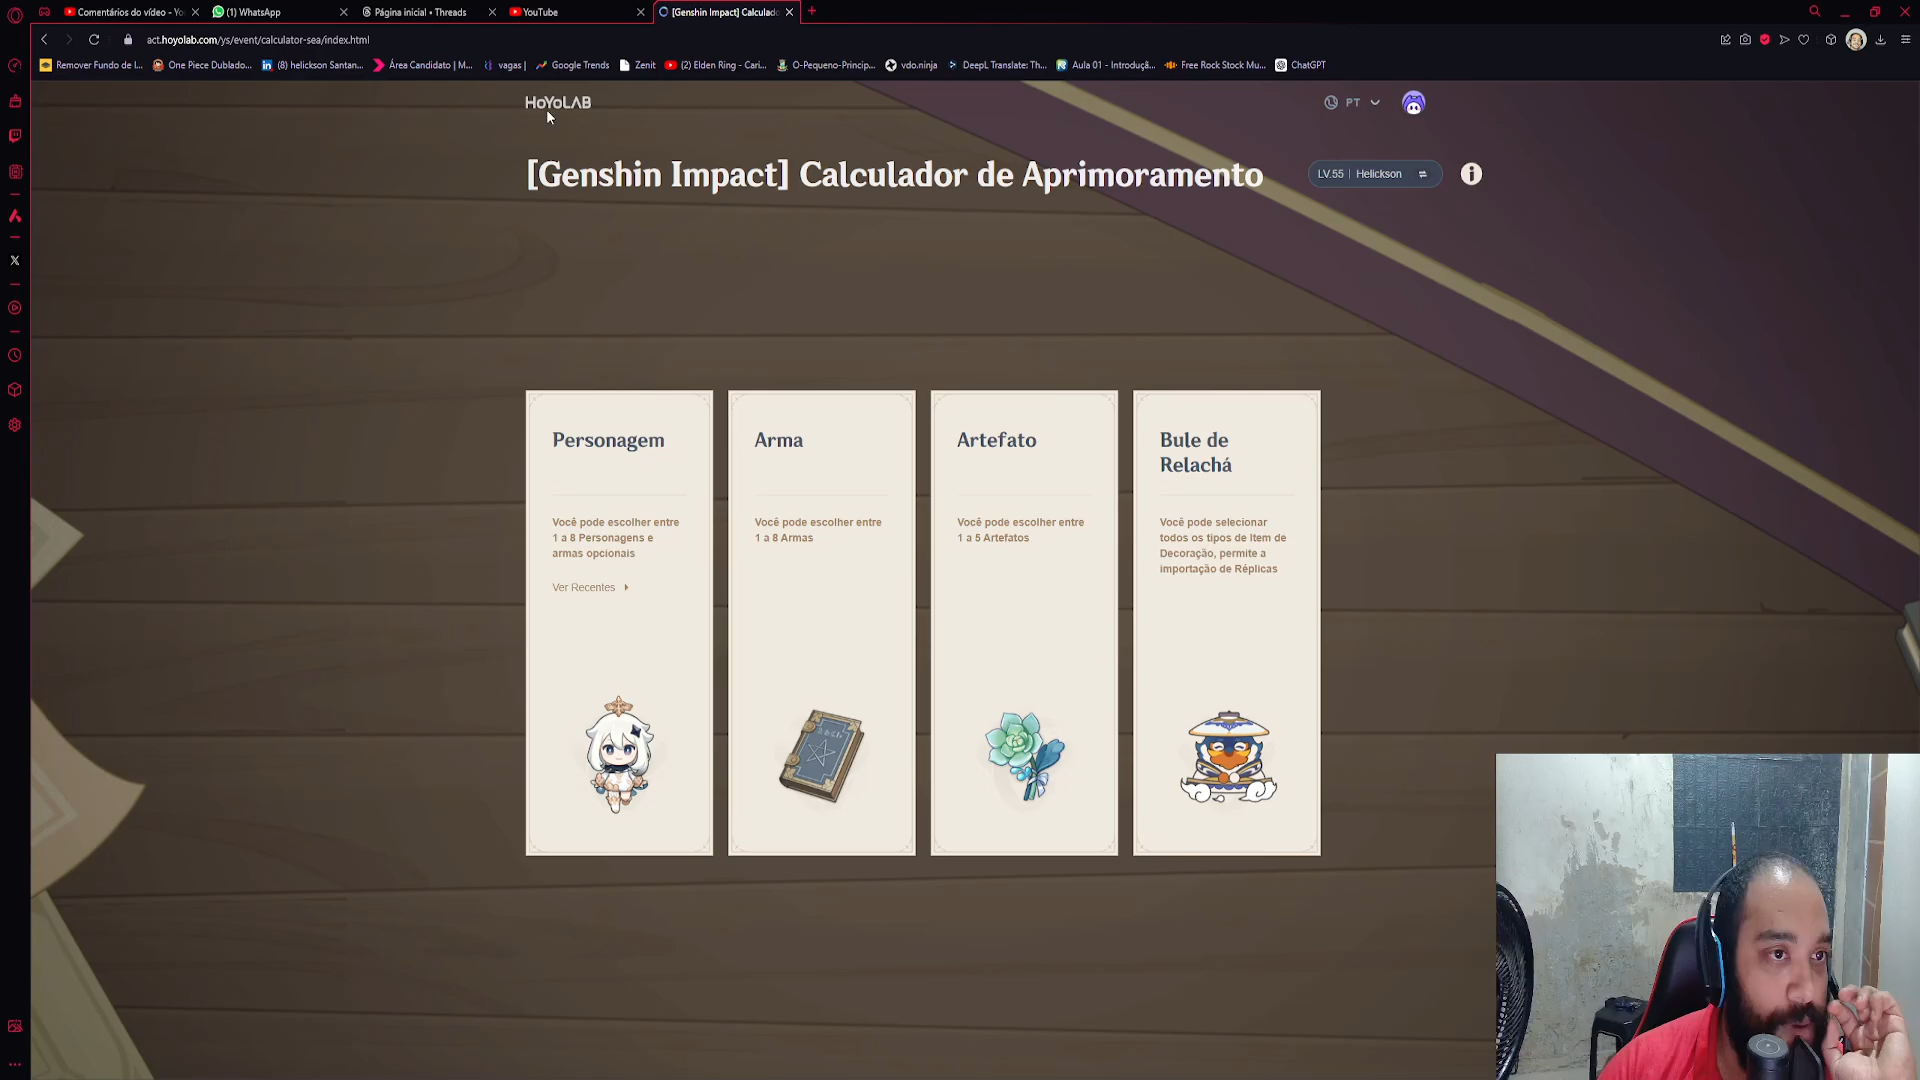 Comentários do vídeo - Yo
(1) WhatsApp
Página inicial • Threads
YouTube
[Genshin Impact] Calculado
act.hoyolab.com/ys/event/calculator-sea/index.html
Remover Fundo de I...
One Piece Dublado...
(8) helickson Santan...
Área Candidato | M...
vagas |
Google Trends
Zenit
(2) Elden Ring - Cari...
O-Pequeno-Princip...
vdo.ninja
DeepL Translate: Th...
Aula 01 - Introduçã...
Free Rock Stock Mu...
ChatGPT
HoYoLAB
PT
[Genshin Impact] Calculador de Aprimoramento
LV.55 | Helickson
Personagem
Você pode escolher entre
1 a 8 Personagens e
armas opcionais
Ver Recentes
Arma
Você pode escolher entre
1 a 8 Armas
Artefato
Você pode escolher entre
1 a 5 Artefatos
Bule de
Relachá
Você pode selecionar
todos os tipos de Item de
Decoração, permite a
importação de Réplicas